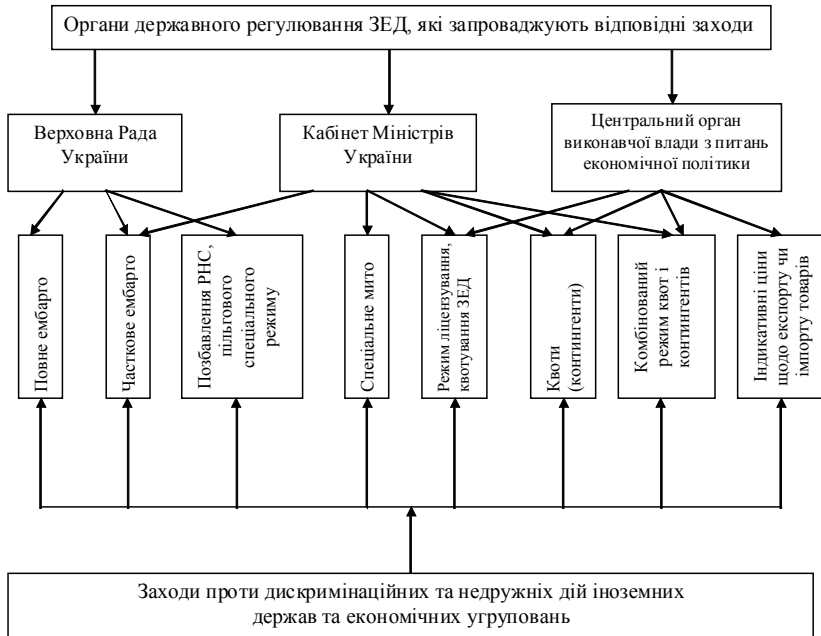 Органи державного регулювання ЗЕД, які запроваджують відповідні заходи
Верховна Рада
України
Кабінет Міністрів
України
Центральний орган
виконавчої влади з питань
економічної політики
Повне ембарго
Часткове ембарго
Позбавлення РНС,
пільгового
спеціального
режиму
Спеціальне мито
Режим ліцензування,
квотування ЗЕД
Квоти
(контингенти)
Комбінований
режим квот і
контингентів
Індикативні ціни
щодо експорту чи
імпорту товарів
Заходи проти дискримінаційних та недружніх дій іноземних
держав та економічних угруповань